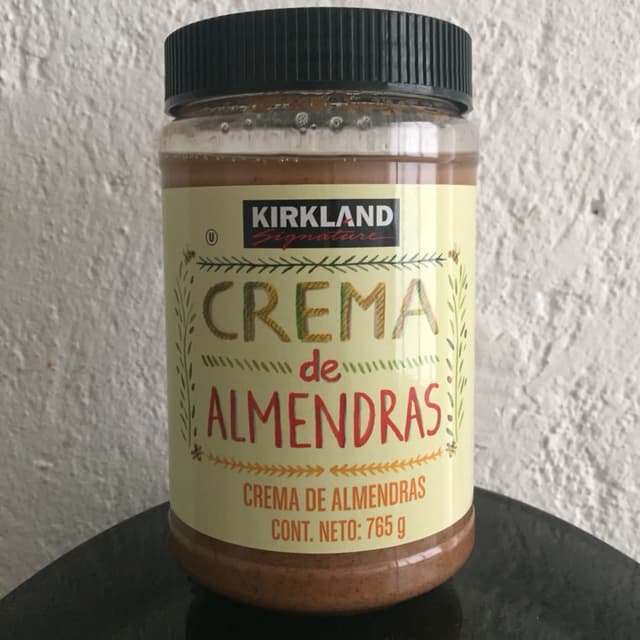 KIRKLAND
Signature
U
CREMA
de
ALMENDRAS
CREMA DE ALMENDRAS
CONT. NETO: 765 g